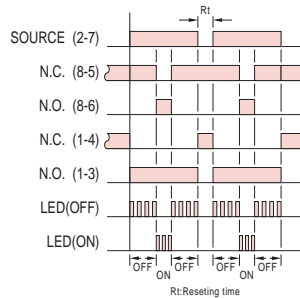 Rt
SOURCE (2-7)
N.C. (8-5)
N.O. (8-6)
N.C. (1-4)
N.O. (1-3)
LED(OFF)
LED(ON)
OFF OFF OFF OFF
ON ON
Rt:Reseting time